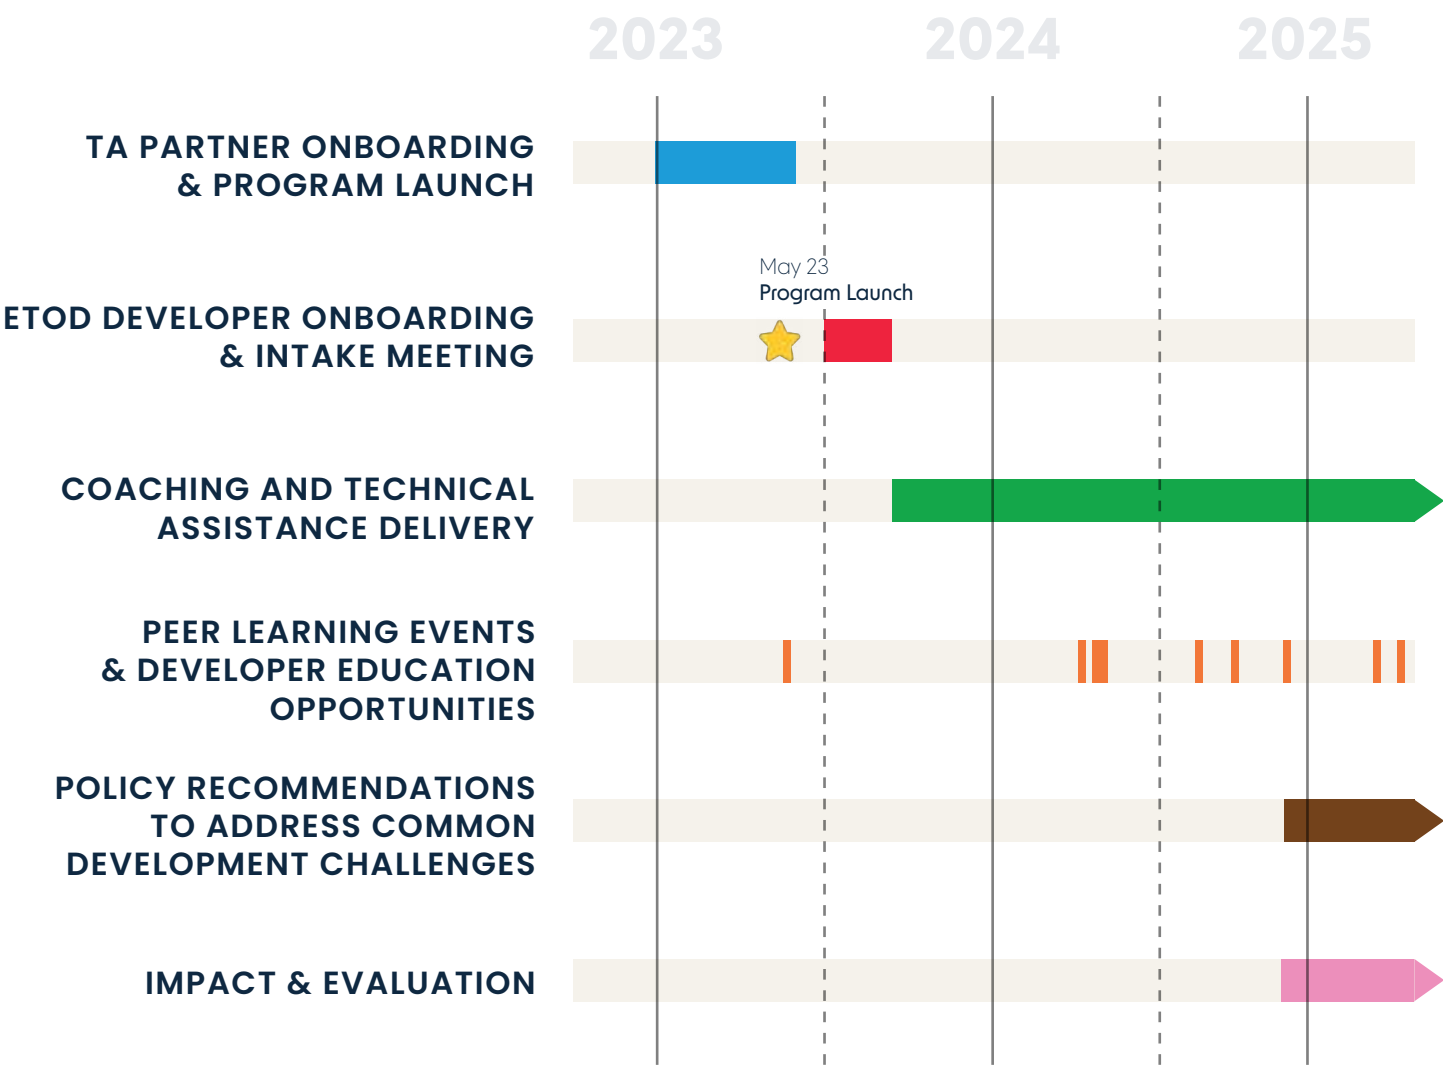 2023 2024 2025
TA PARTNER ONBOARDING
& PROGRAM LAUNCH
May 23
Program Launch
ETOD DEVELOPER ONBOARDING
& INTAKE MEETING
COACHING AND TECHNICAL
ASSISTANCE DELIVERY
PEER LEARNING EVENTS
& DEVELOPER EDUCATION
OPPORTUNITIES
POLICY RECOMMENDATIONS
TO ADDRESS COMMON
DEVELOPMENT CHALLENGES
IMPACT & EVALUATION